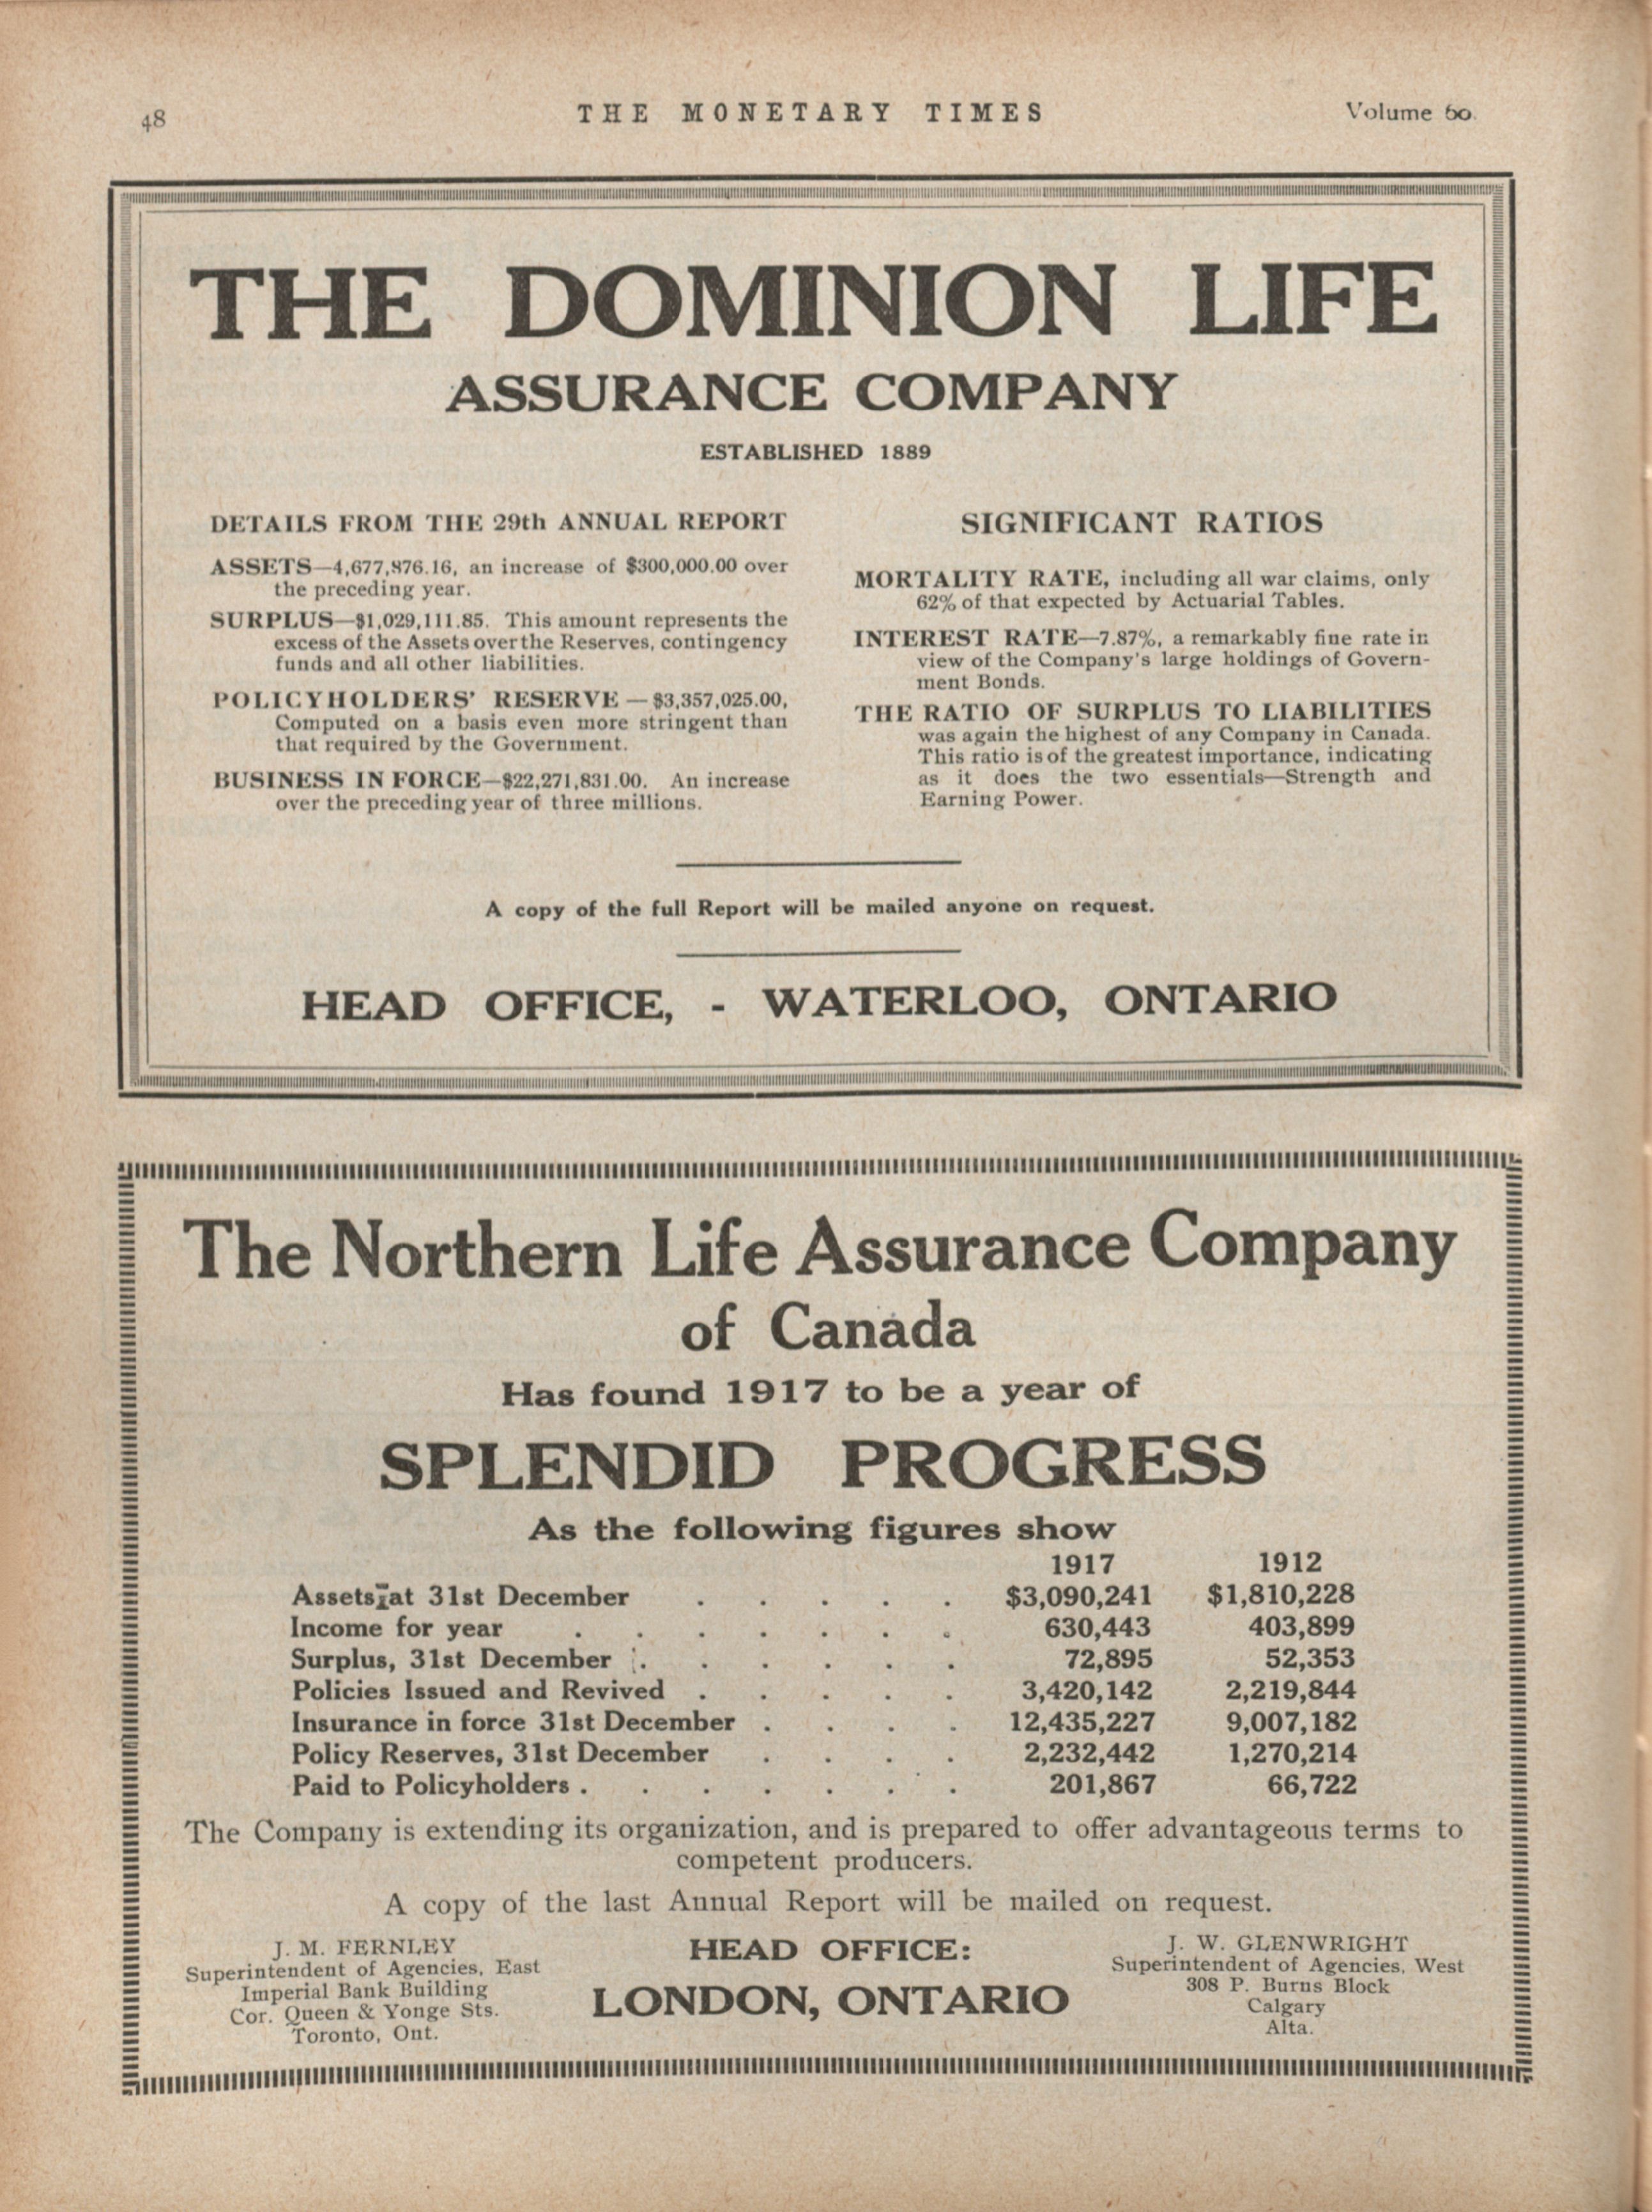 48
THE MONETARY TIMES
Volume 60.
THE DOMINION LIFE
ASSURANCE COMPANY
ESTABLISHED 1889
DETAILS FROM THE 29th ANNUAL REPORT
ASSETS—4,677,876.16, an increase of $300,000.00 over
the preceding year.
SURPLUS—$1,029,111.85. This amount represents the
excess of the Assets over the Reserves, contingency
funds and all other liabilities.
POLICYHOLDERS' RESERVE — $3,357,025.00,
Computed on a basis even more stringent than
that required by the Government.
BUSINESS IN FORCE—$22,271,831.00. An increase
over the preceding year of three millions.
SIGNIFICANT RATIOS
MORTALITY RATE, including all war claims, only
62% of that expected by Actuarial Tables.
INTEREST RATE—7.87%, a remarkably fine rate in
view of the Company's large holdings of Govern-
ment Bonds.
THE RATIO OF SURPLUS TO LIABILITIES
was again the highest of any Company in Canada.
This ratio is of the greatest importance, indicating
as it does the two essentials—Strength and
Earning Power.
A copy of the full Report will be mailed anyone on request.
HEAD OFFICE, - WATERLOO, ONTARIO
The Northern Life Assurance Company
of Canada
Has found 1917 to be a year of
SPLENDID PROGRESS
As the following figures show
1917 1912
Assets at 31st December . . . . . $3,090,241 $1,810,228
Income for year . . . . . . . 630,443 403,899
Surplus, 31st December . . . . . . 72,895 52,353
Policies Issued and Revived . . . . . 3,420,142 2,219,844
Insurance in force 31st December . . . . 12,435,227 9,007,182
Policy Reserves, 31st December . . . . 2,232,442 1,270,214
Paid to Policyholders . . . . . . . 201,867 66,722
The Company is extending its organization, and is prepared to offer advantageous terms to
competent producers.
A copy of the last Annual Report will be mailed on request.
J. M. FERNLEY
Superintendent of Agencies, East
Imperial Bank Building
Cor. Queen & Yonge Sts.
Toronto, Ont.
HEAD OFFICE:
LONDON, ONTARIO
J. W. GLENWRIGHT
Superintendent of Agencies, West
308 P. Burns Block
Calgary
Alta.